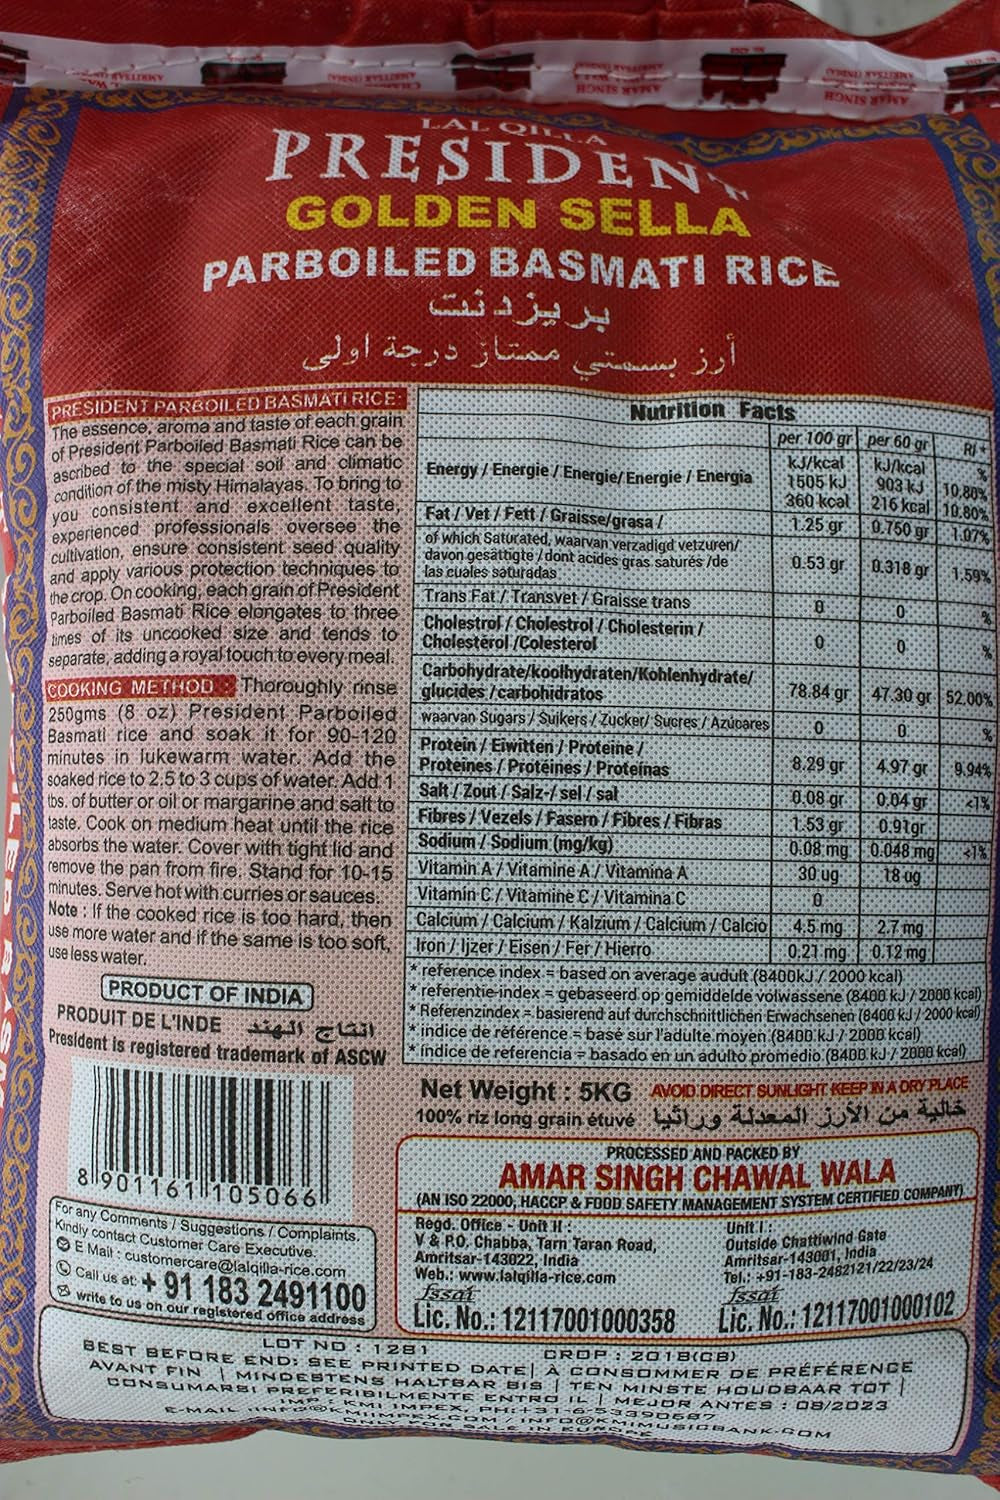 LAL QILLA
PRESIDENT
GOLDEN SELLA
PARBOILED BASMATI RICE
بريزدنت
أرز بسمتي ممتاز درجة اولى
PRESIDENT PARBOILED BASMATI RICE:
The essence, aroma and taste of each grain
of President Parboiled Basmati Rice can be
ascribed to the special soil and climatic
condition of the misty Himalayas. To bring to
you consistent and excellent taste,
experienced professionals oversee the
cultivation, ensure consistent seed quality
and apply various protection techniques to
the crop. On cooking, each grain of President
Parboiled Basmati Rice elongates to three
times of its uncooked size and tends to
separate, adding a royal touch to every meal.
COOKING METHOD : Thoroughly rinse
250gms (8 oz) President Parboiled
Basmati rice and soak it for 90-120
minutes in lukewarm water. Add the
soaked rice to 2.5 to 3 cups of water. Add 1
tbs. of butter or oil or margarine and salt to
taste. Cook on medium heat until the rice
absorbs the water. Cover with tight lid and
remove the pan from fire. Stand for 10-15
minutes. Serve hot with curries or sauces.
Note : If the cooked rice is too hard, then
use more water and if the same is too soft,
use less water.
PRODUCT OF INDIA
PRODUIT DE L'INDE انتاج الهند
President is registered trademark of ASCW
8 901161 105066
For any Comments / Suggestions / Complaints.
Kindly contact Customer Care Executive.
E Mail : customercare@lalqilla-rice.com
Call us at: + 91 183 2491100
write to us on our registered office address
Nutrition Facts
per 100 gr per 60 gr RI *
Energy / Energie / Energie/ Energie / Energia kJ/kcal kJ/kcal %
1505 kJ 903 kJ 10.80%
360 kcal 216 kcal 10.80%
Fat / Vet / Fett / Graisse/grasa / 1.25 gr 0.750 gr 1.07%
of which Saturated, waarvan verzadigd vetzuren/
davon gesättigte / dont acides gras saturés /de
las cuales saturadas 0.53 gr 0.318 gr 1.59%
Trans Fat / Transvet / Graisse trans 0 0 %
Cholestrol / Cholestrol / Cholesterin /
Cholestérol /Colesterol 0 0 %
Carbohydrate/koolhydraten/Kohlenhydrate/
glucides / carbohidratos 78.84 gr 47.30 gr 52.00%
waarvan Sugars / Suikers / Zucker/ Sucres / Azúcares 0 0 %
Protein / Eiwitten / Proteine /
Proteines / Protéines / Proteínas 8.29 gr 4.97 gr 9.94%
Salt / Zout / Salz-/ sel / sal 0.08 gr 0.04 gr <1%
Fibres / Vezels / Fasern / Fibres / Fibras 1.53 gr 0.91gr
Sodium / Sodium (mg/kg) 0.08 mg 0.048 mg <1%
Vitamin A / Vitamine A / Vitamina A 30 ug 18 ug
Vitamin C / Vitamine C / Vitamina C 0
Calcium / Calcium / Kalzium / Calcium / Calcio 4.5 mg 2.7 mg
Iron / Ijzer / Eisen / Fer / Hierro 0.21 mg 0.12 mg
* reference index = based on average audult (8400kJ / 2000 kcal)
* referentie-index = gebaseerd op gemiddelde volwassene (8400 kJ / 2000 kcal)
* Referenzindex = basierend auf durchschnittlichen Erwachsenen (8400 kJ / 2000 kcal)
* indice de référence = basé sur l'adulte moyen (8400 kJ / 2000 kcal)
* índice de referencia = basado en un adulto promedio (8400 kJ / 2000 kcal)
Net Weight : 5KG AVOID DIRECT SUNLIGHT KEEP IN A DRY PLACE
100% riz long grain étuvé خالية من الأرز المعدلة وراثيا
PROCESSED AND PACKED BY
AMAR SINGH CHAWAL WALA
(AN ISO 22000, HACCP & FOOD SAFETY MANAGEMENT SYSTEM CERTIFIED COMPANY)
Regd. Office - Unit II :
V & P.O. Chabba, Tarn Taran Road,
Amritsar-143022, India
Web.: www.lalqilla-rice.com
fssai
Lic. No.: 12117001000358
Unit I :
Outside Chattiwind Gate
Amritsar-143001, India
Tel.: +91-183-2482121/22/23/24
fssai
Lic. No.: 12117001000102
LOT NO : 1281 CROP : 2018(CB)
BEST BEFORE END: SEE PRINTED DATE| À CONSOMMER DE PRÉFÉRENCE
AVANT FIN | MINDESTENS HALTBAR BIS | TEN MINSTE HOUDBAAR TOT |
CONSUMARSI PREFERIBILMENTE ENTRO IL | MEJOR ANTES : 08/2023
IMP : KMI IMPEX, PH:+31-6-53390687
E-MAIL :INFO@KMIIMPEX.COM / INFO@KMIMUSICBANK.COM
ONLY FOR SALE IN EUROPE